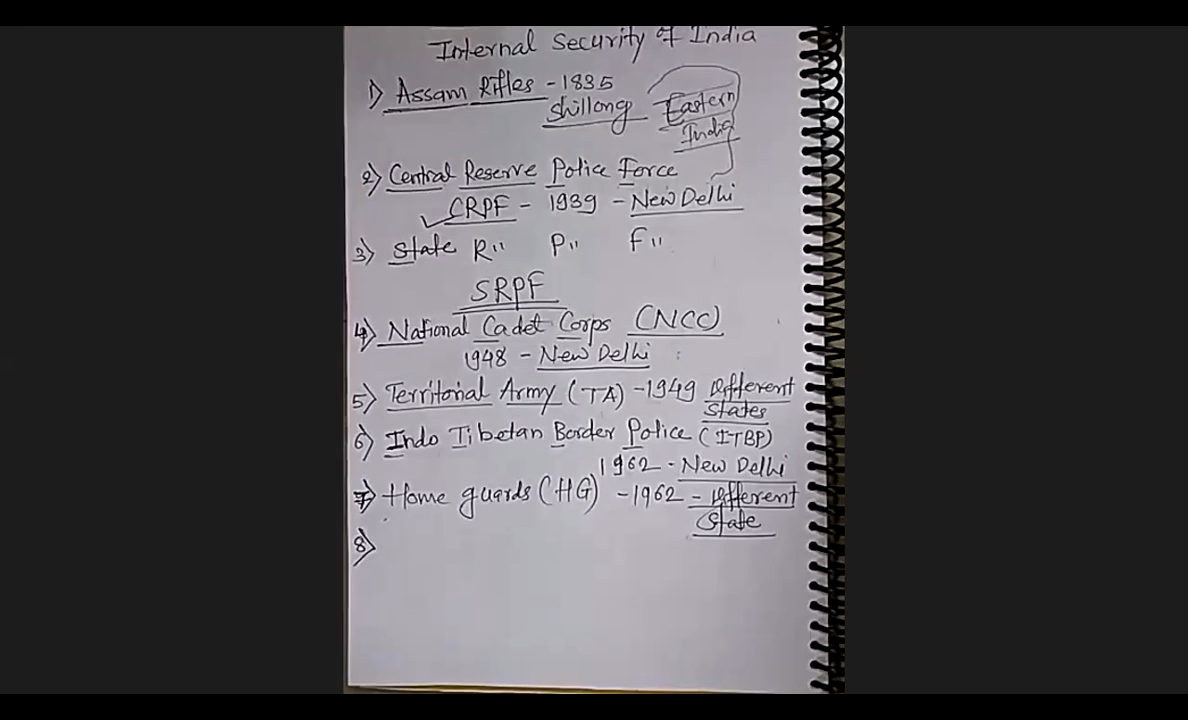 Internal Security of India
1) Assam Rifles - 1835
Shillong Eastern
India
2) Central Reserve Police Force
CRPF - 1939 - New Delhi
3) State R" P" F"
SRPF
4) National Cadet Corps (NCC)
1948 - New Delhi
5) Territorial Army (TA) - 1949 Different
States
6) Indo Tibetan Border Police (ITBP)
1962 - New Delhi
7) Home guards (HG) - 1962 - Different
State
8)